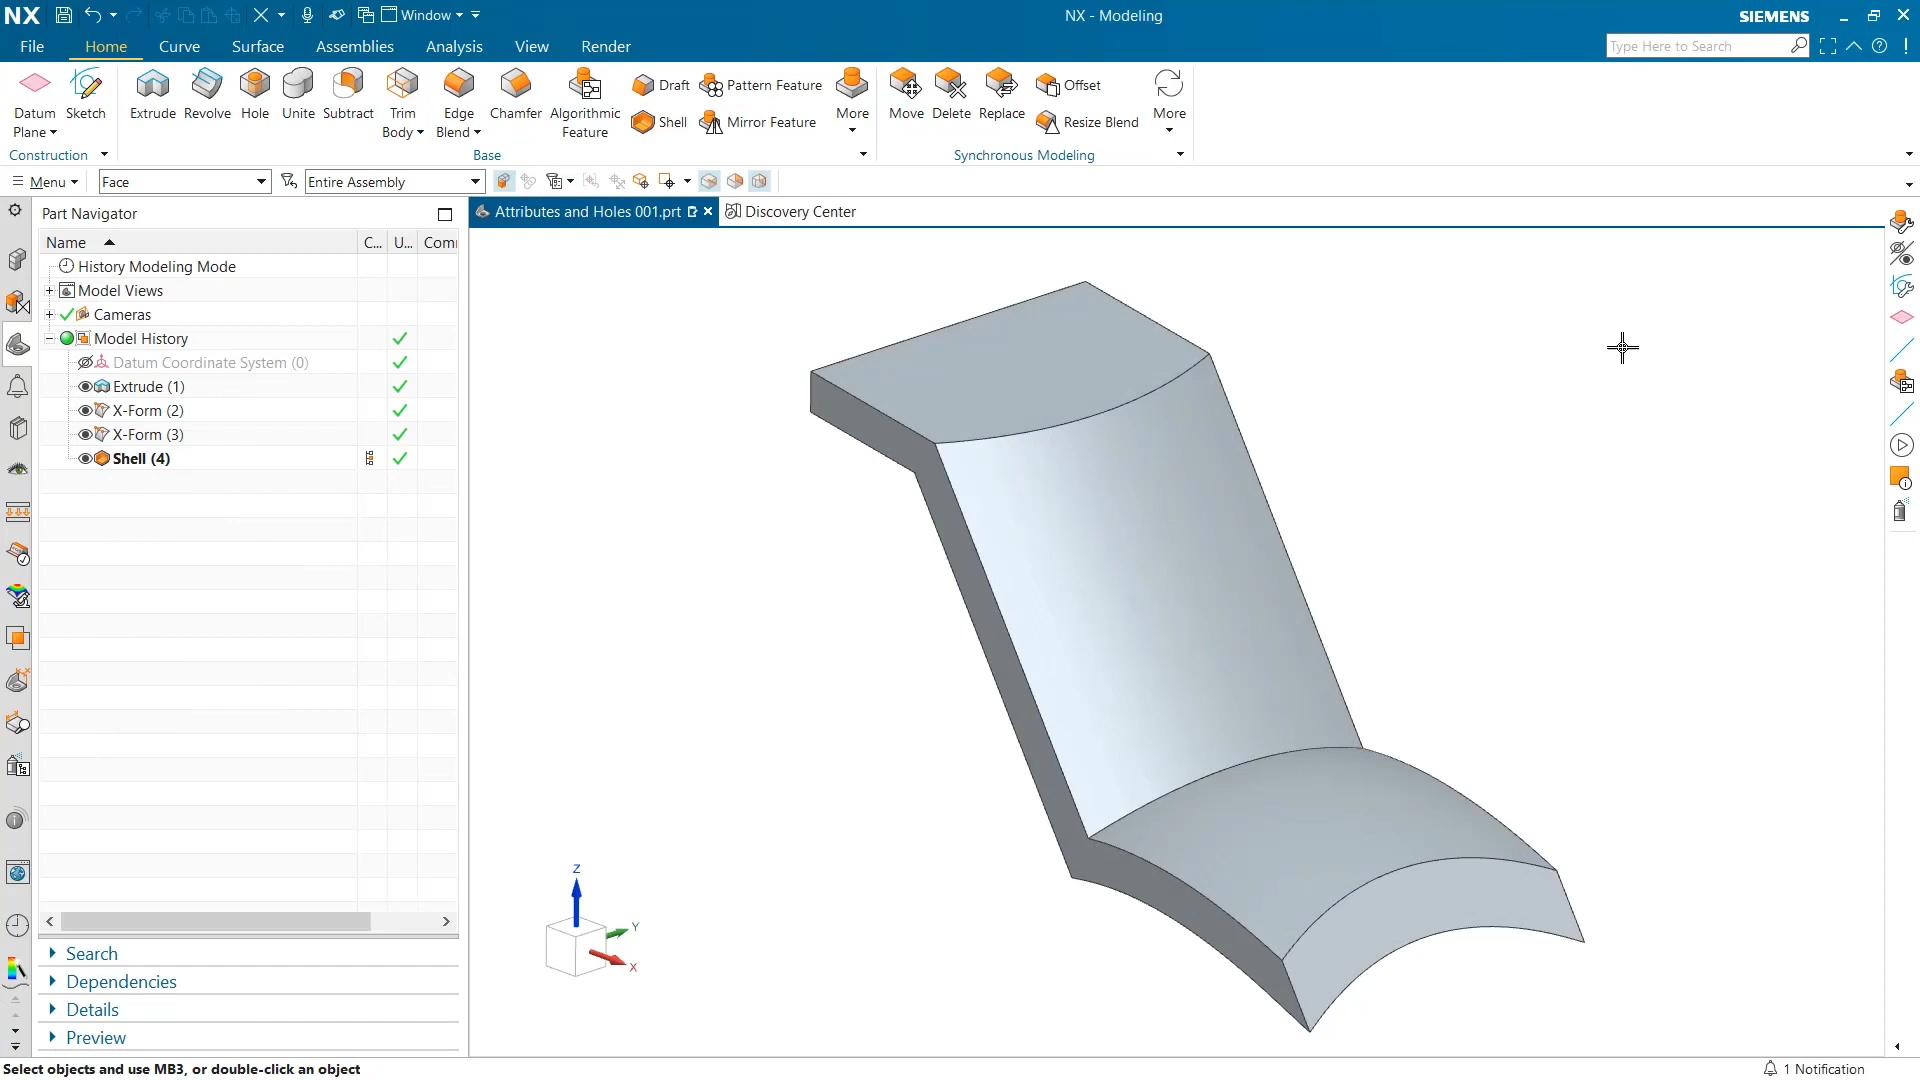 NX Window NX - Modeling SIEMENS
File Home Curve Surface Assemblies Analysis View Render Type Here to Search
Datum Plane Sketch Extrude Revolve Hole Unite Subtract Trim Body Edge Blend Chamfer Algorithmic Feature Draft Shell Pattern Feature Mirror Feature More Move Delete Replace Offset Resize Blend More
Construction Base Synchronous Modeling
Menu Face Entire Assembly
Part Navigator
Attributes and Holes 001.prt Discovery Center
Name C... U... Com
History Modeling Mode
Model Views
Cameras
Model History
Datum Coordinate System (0)
Extrude (1)
X-Form (2)
X-Form (3)
Shell (4)
Z
Y
X
Search
Dependencies
Details
Preview
Select objects and use MB3, or double-click an object 1 Notification